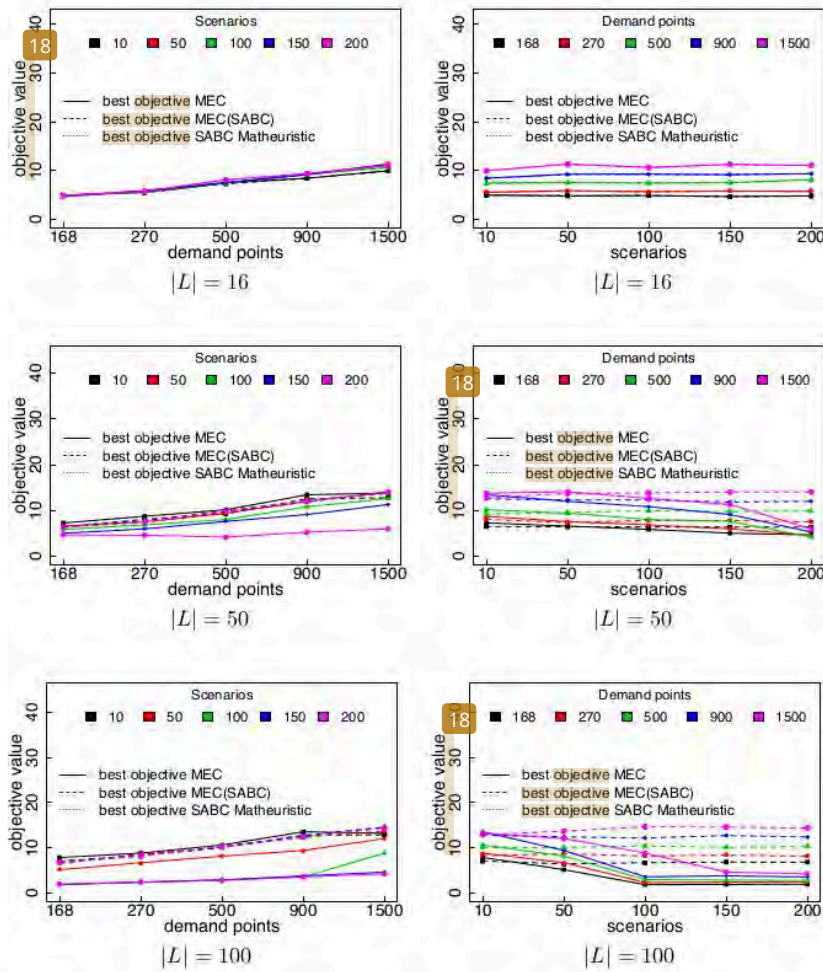 Scenarios
10 50 100 150 200
best objective MEC
best objective MEC(SABC)
best objective SABC Matheuristic
objective value
0 10 20 30 40
168 270 500 900 1500
demand points
|L| = 16
18
Demand points
168 270 500 900 1500
best objective MEC
best objective MEC(SABC)
best objective SABC Matheuristic
objective value
0 10 20 30 40
10 50 100 150 200
scenarios
|L| = 16
Scenarios
10 50 100 150 200
best objective MEC
best objective MEC(SABC)
best objective SABC Matheuristic
objective value
0 10 20 30 40
168 270 500 900 1500
demand points
|L| = 50
Demand points
18
168 270 500 900 1500
best objective MEC
best objective MEC(SABC)
best objective SABC Matheuristic
objective value
0 10 20 30
10 50 100 150 200
scenarios
|L| = 50
Scenarios
10 50 100 150 200
best objective MEC
best objective MEC(SABC)
best objective SABC Matheuristic
objective value
0 10 20 30 40
168 270 500 900 1500
demand points
|L| = 100
Demand points
18
168 270 500 900 1500
best objective MEC
best objective MEC(SABC)
best objective SABC Matheuristic
objective value
0 10 20 30
10 50 100 150 200
scenarios
|L| = 100